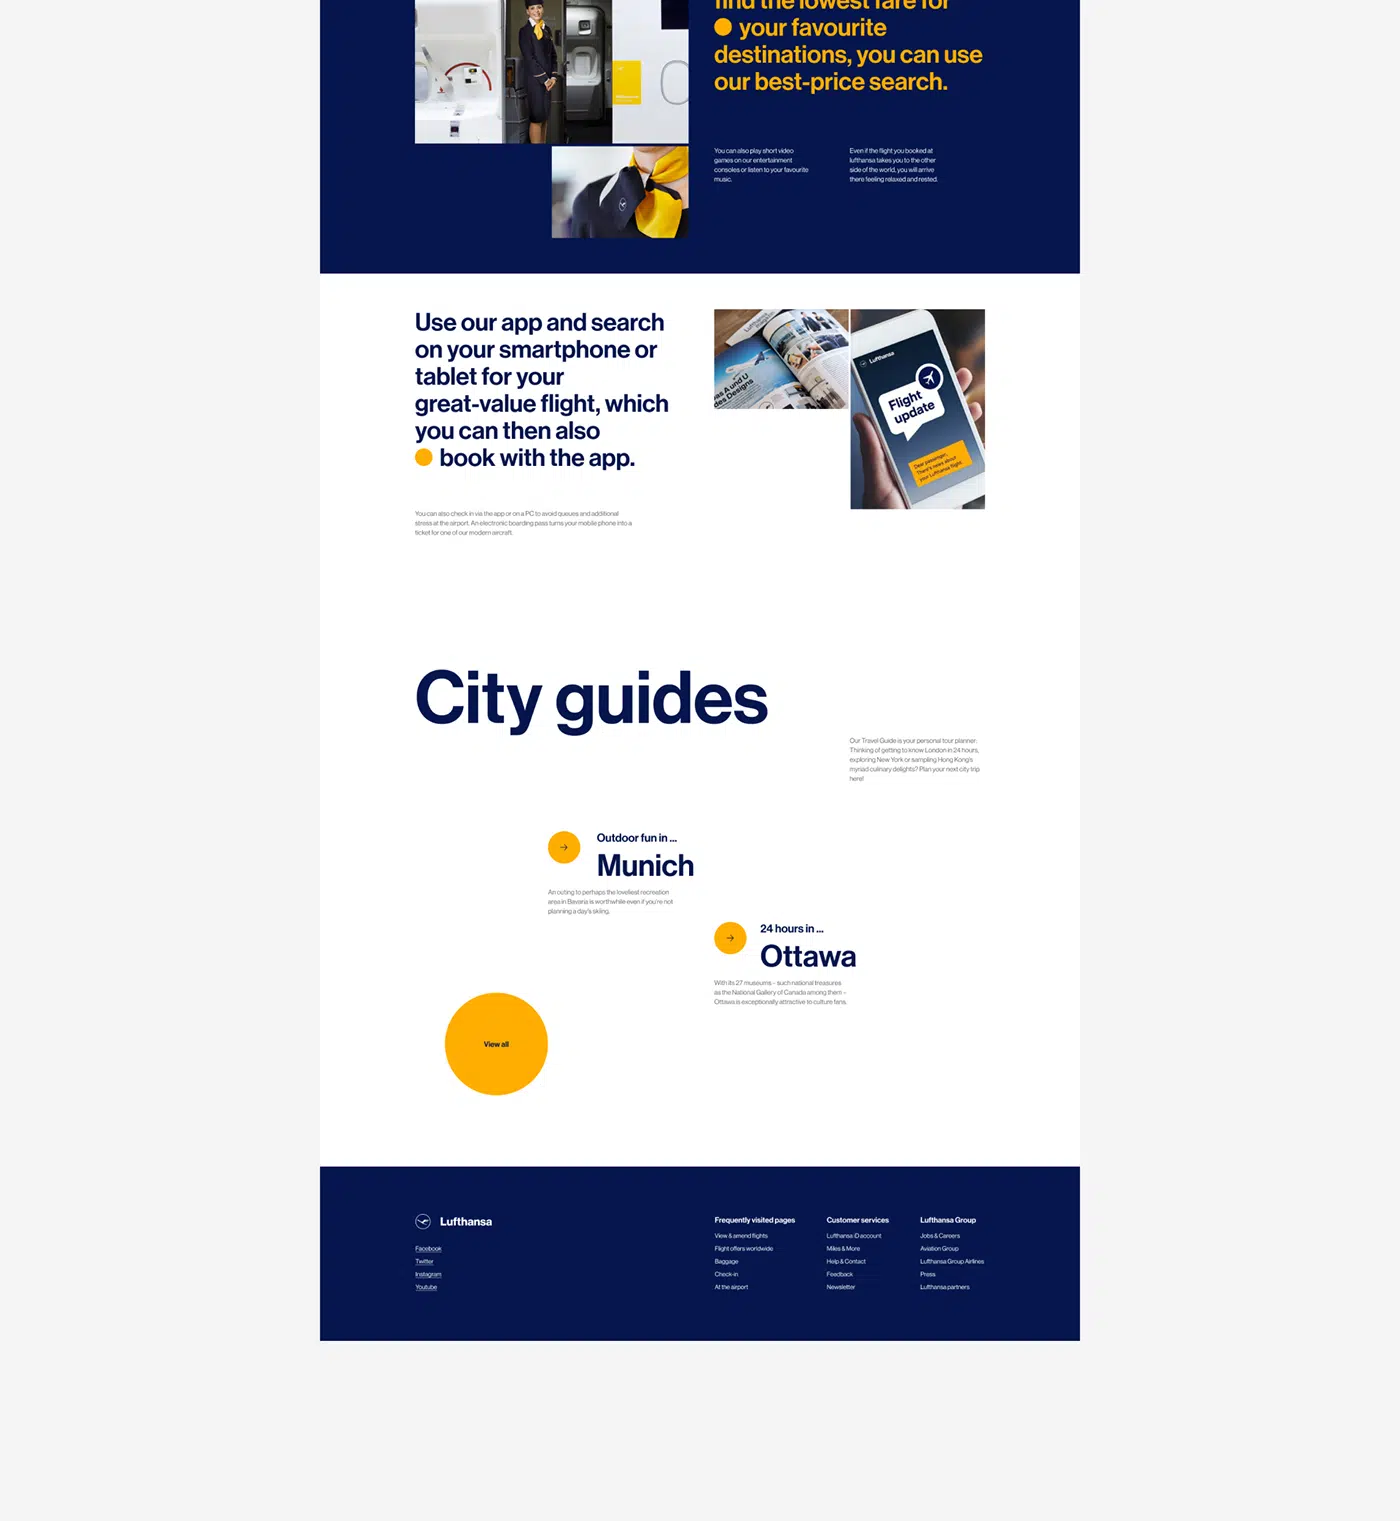 find the lowest fare for
your favourite
destinations, you can use
our best-price search.
You can also play short video
games on our entertainment
consoles or listen to your favourite
music.
Even if the flight you booked at
lufthansa takes you to the other
side of the world, you will arrive
there feeling relaxed and rested.
Use our app and search
on your smartphone or
tablet for your
great-value flight, which
you can then also
book with the app.
You can also check in via the app or on a PC to avoid queues and additional
stress at the airport. An electronic boarding pass turns your mobile phone into a
ticket for one of our modern aircraft.
as A und U
des Designs
Lufthansa
Flight
update
Dear passenger,
There's news about
your Lufthansa flight.
City guides
Our Travel Guide is your personal tour planner.
Thinking of getting to know London in 24 hours,
exploring New York or sampling Hong Kong's
myriad culinary delights? Plan your next city trip
here!
Outdoor fun in ...
Munich
An outing to perhaps the loveliest recreation
area in Bavaria is worthwhile even if you're not
planning a day's skiing.
24 hours in ...
Ottawa
With its 27 museums – such national treasures
as the National Gallery of Canada among them –
Ottawa is exceptionally attractive to culture fans.
View all
Lufthansa
Facebook
Twitter
Instagram
Youtube
Frequently visited pages
View & amend flights
Flight offers worldwide
Baggage
Check-in
At the airport
Customer services
Lufthansa iD account
Miles & More
Help & Contact
Feedback
Newsletter
Lufthansa Group
Jobs & Careers
Aviation Group
Lufthansa Group Airlines
Press
Lufthansa partners